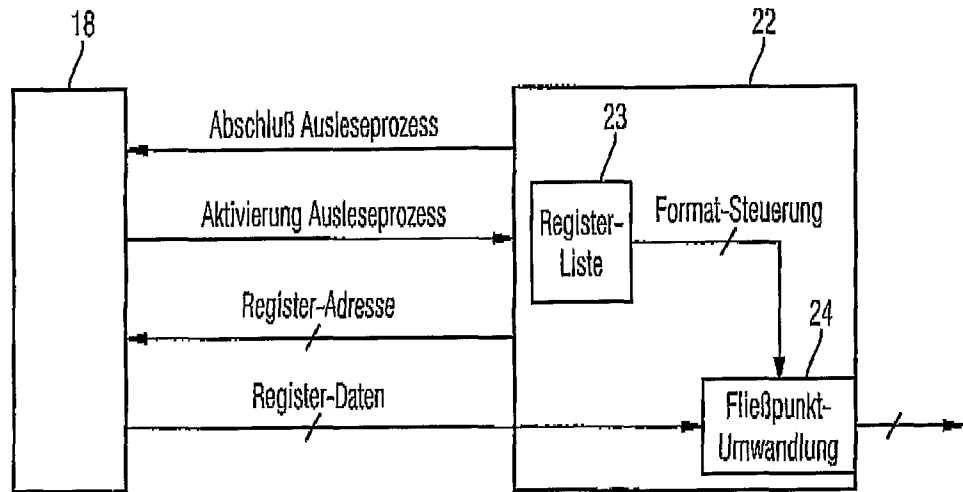 18
22
Abschluß Ausleseprozess
23
Aktivierung Ausleseprozess
Register-
Liste
Format-Steuerung
Register-Adresse
24
Register-Daten
Fließpunkt-
Umwandlung